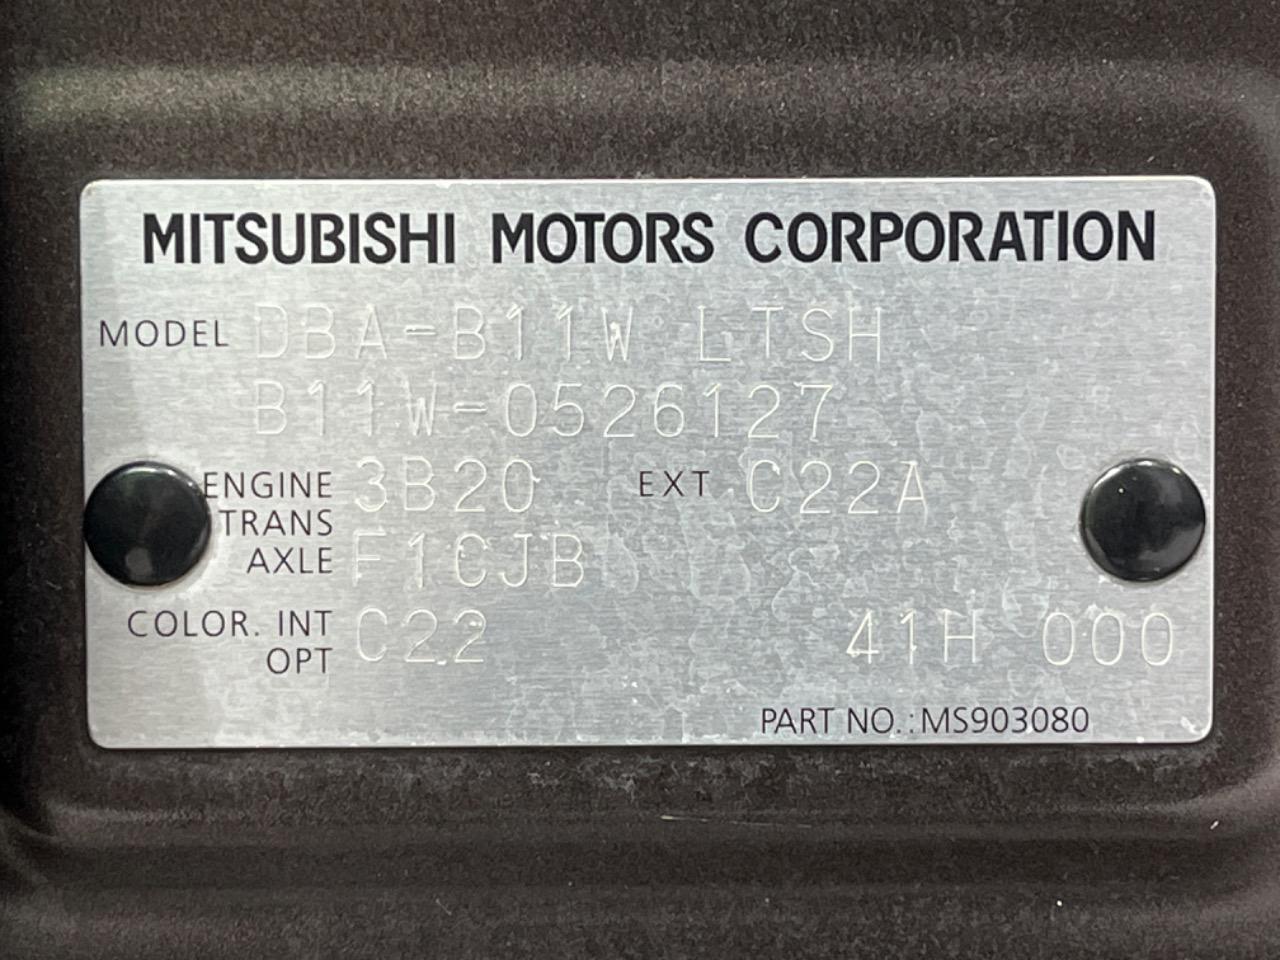 MITSUBISHI MOTORS CORPORATION
MODEL DBA-B11W LTSH
B11W-0526127
ENGINE 3B20 EXT C22A
TRANS
AXLE F1CJB
COLOR. INT C22 41H 000
OPT
PART NO.:MS903080